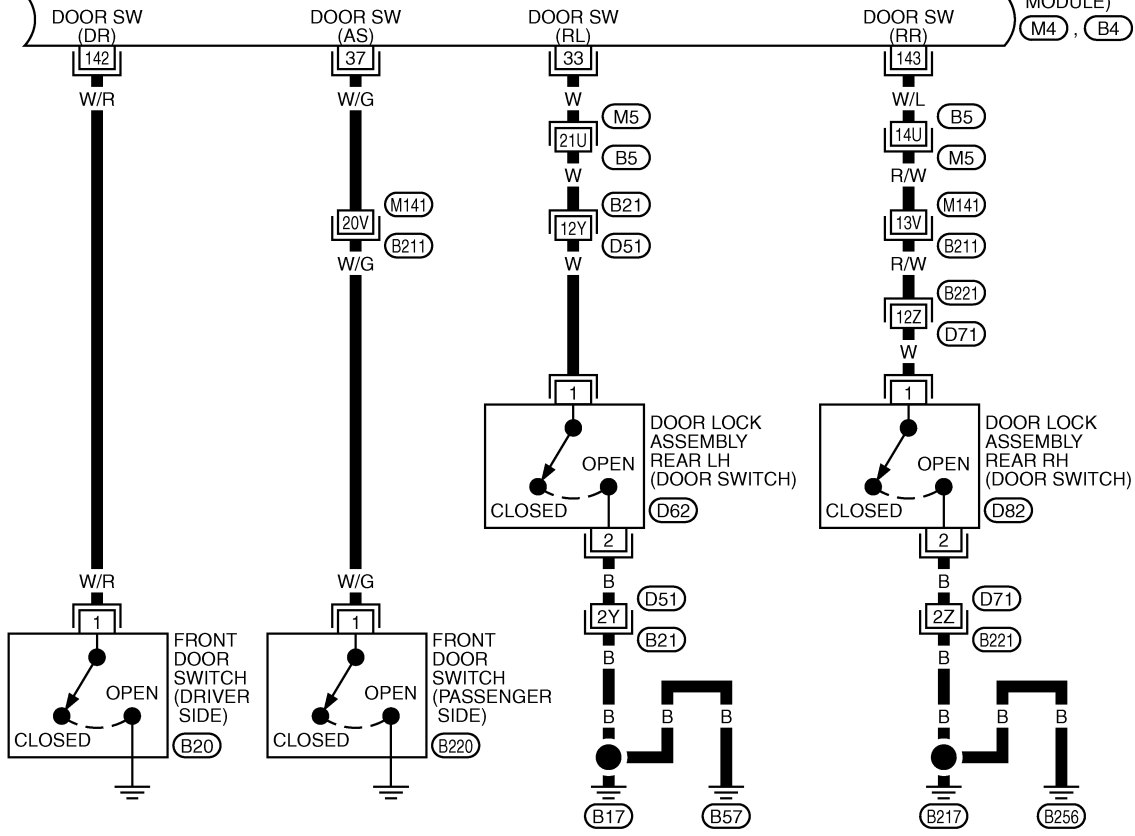 MODULE)
M4 , B4
DOOR SW
(DR)
DOOR SW
(AS)
DOOR SW
(RL)
DOOR SW
(RR)
142
37
33
143
W/R
W/G
W
W/L
M5
B5
21U
14U
B5
M5
W
R/W
M141
B21
M141
20V
12Y
13V
B211
D51
B211
W/G
W
R/W
B221
12Z
D71
W
1
1
DOOR LOCK
ASSEMBLY
REAR LH
(DOOR SWITCH)
DOOR LOCK
ASSEMBLY
REAR RH
(DOOR SWITCH)
OPEN
OPEN
CLOSED
D62
CLOSED
D82
2
2
W/R
W/G
B
B
D51
D71
1
1
2Y
2Z
B21
B221
FRONT
DOOR
SWITCH
(DRIVER
SIDE)
FRONT
DOOR
SWITCH
(PASSENGER
SIDE)
B
B
OPEN
OPEN
B
B
B
B
B
B
CLOSED
B20
CLOSED
B220
B17
B57
B217
B256